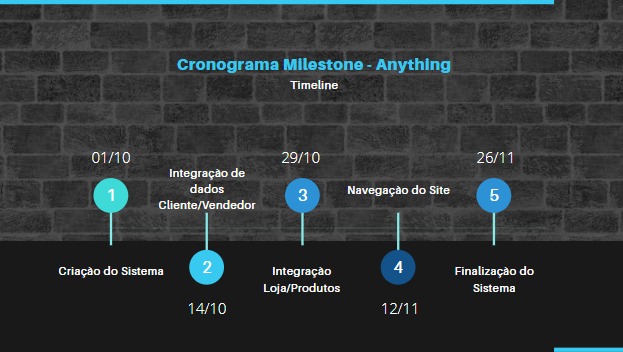 Cronograma Milestone - Anything
Timeline
01/10
1
Criação do Sistema
Integração de
dados
Cliente/Vendedor
2
14/10
29/10
3
Integração
Loja/Produtos
Navegação do Site
4
12/11
26/11
5
Finalização do
Sistema